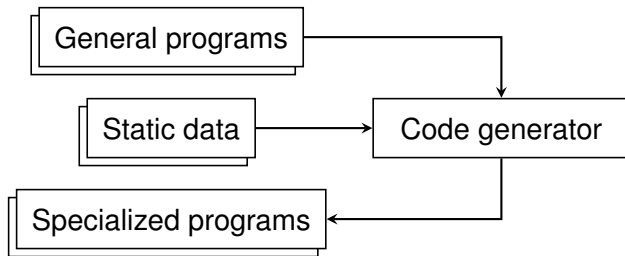 General programs
Static data
Code generator
Specialized programs